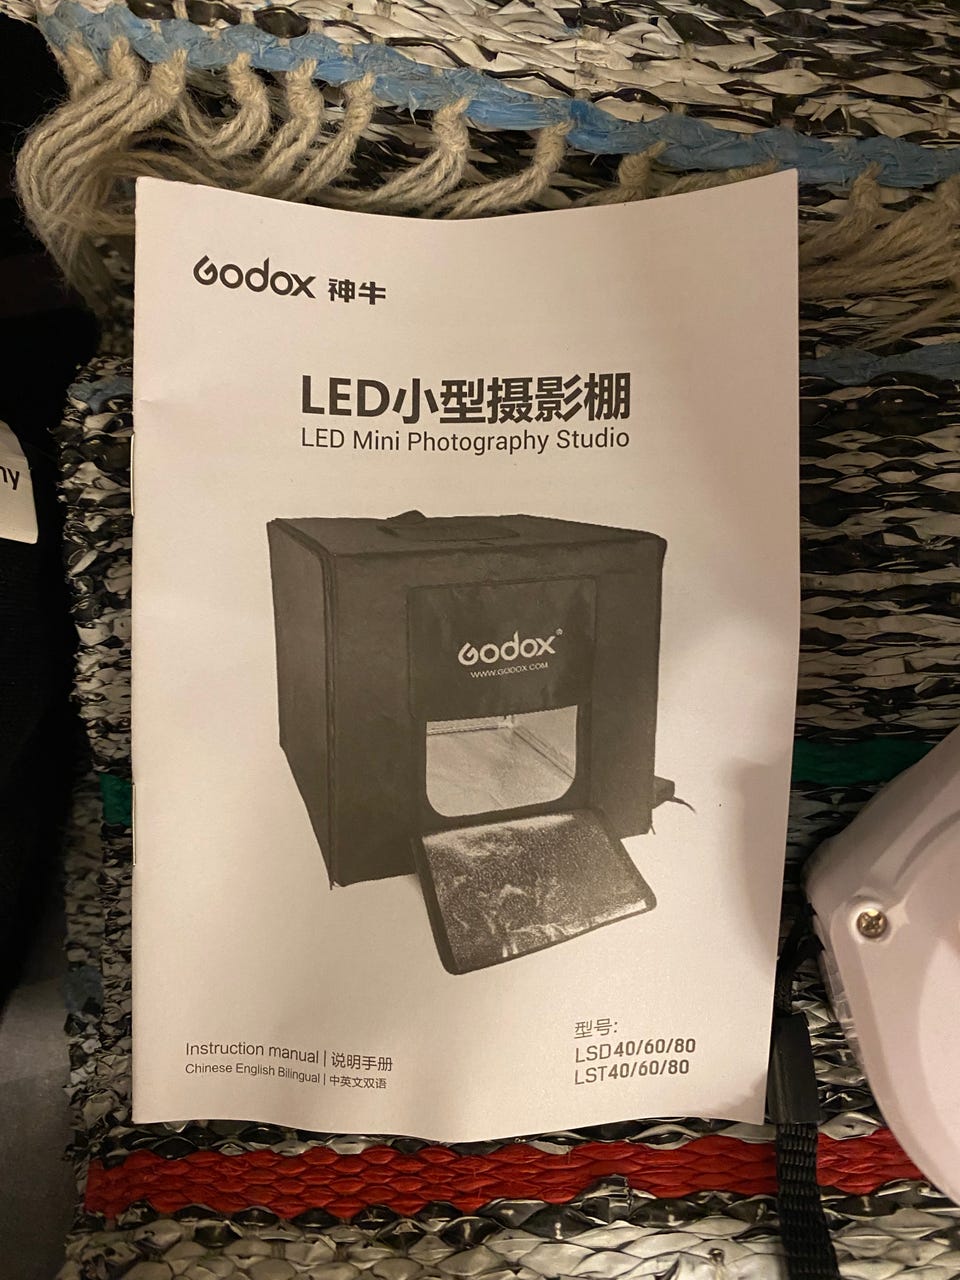 Godox 神牛
LED小型摄影棚
LED Mini Photography Studio
Godox®
WWW.GODOX.COM
Instruction manual | 说明手册
Chinese English Bilingual | 中英文双语
型号:
LSD40/60/80
LST40/60/80